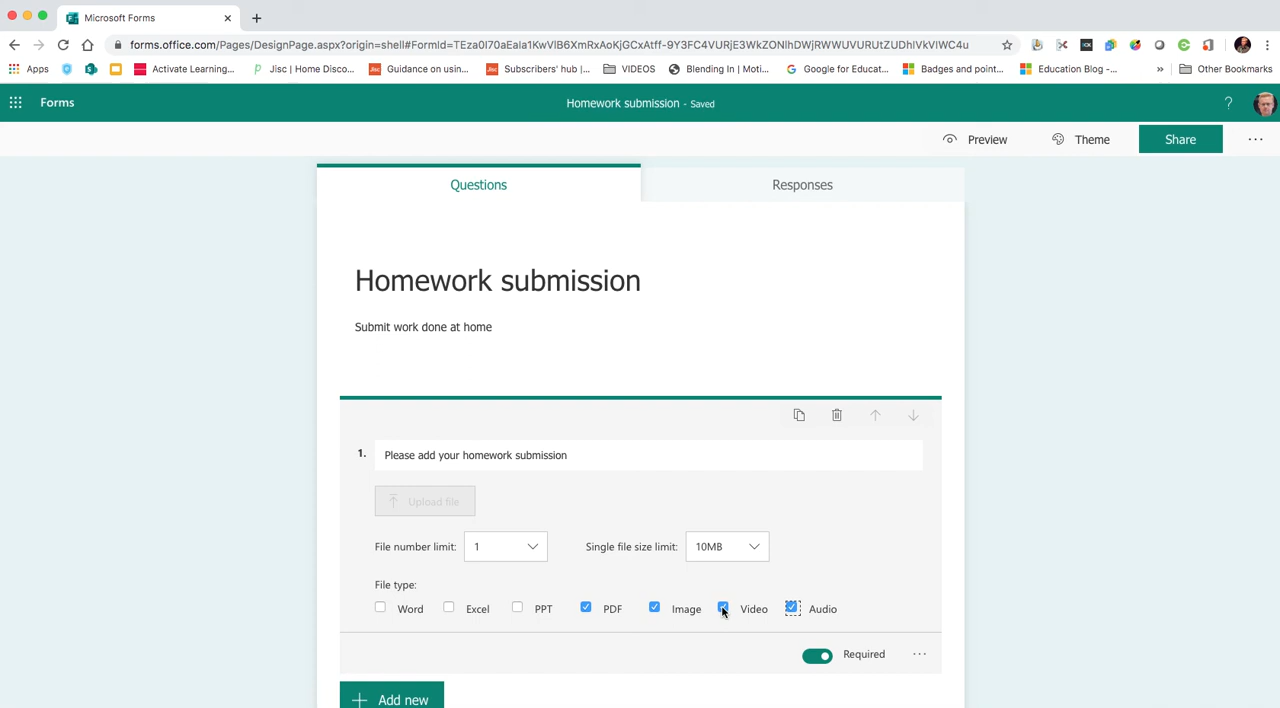 Microsoft Forms
forms.office.com/Pages/DesignPage.aspx?origin=shell#FormId=TEza0l70aEaIa1KwVlB6XmRxAoKjGCxAtff-9Y3FC4VURjE3WkZONlhDWjRWWUVURUtZUDhlVkVIWC4u
Apps Activate Learning... Jisc | Home Disco... Guidance on usin... Subscribers' hub |... VIDEOS Blending In | Moti... Google for Educat... Badges and point... Education Blog -... » Other Bookmarks
Forms Homework submission - Saved ?
Preview Theme Share ...
Questions Responses
Homework submission
Submit work done at home
1. Please add your homework submission
Upload file
File number limit: 1 Single file size limit: 10MB
File type:
Word Excel PPT PDF Image Video Audio
Required ...
Add new